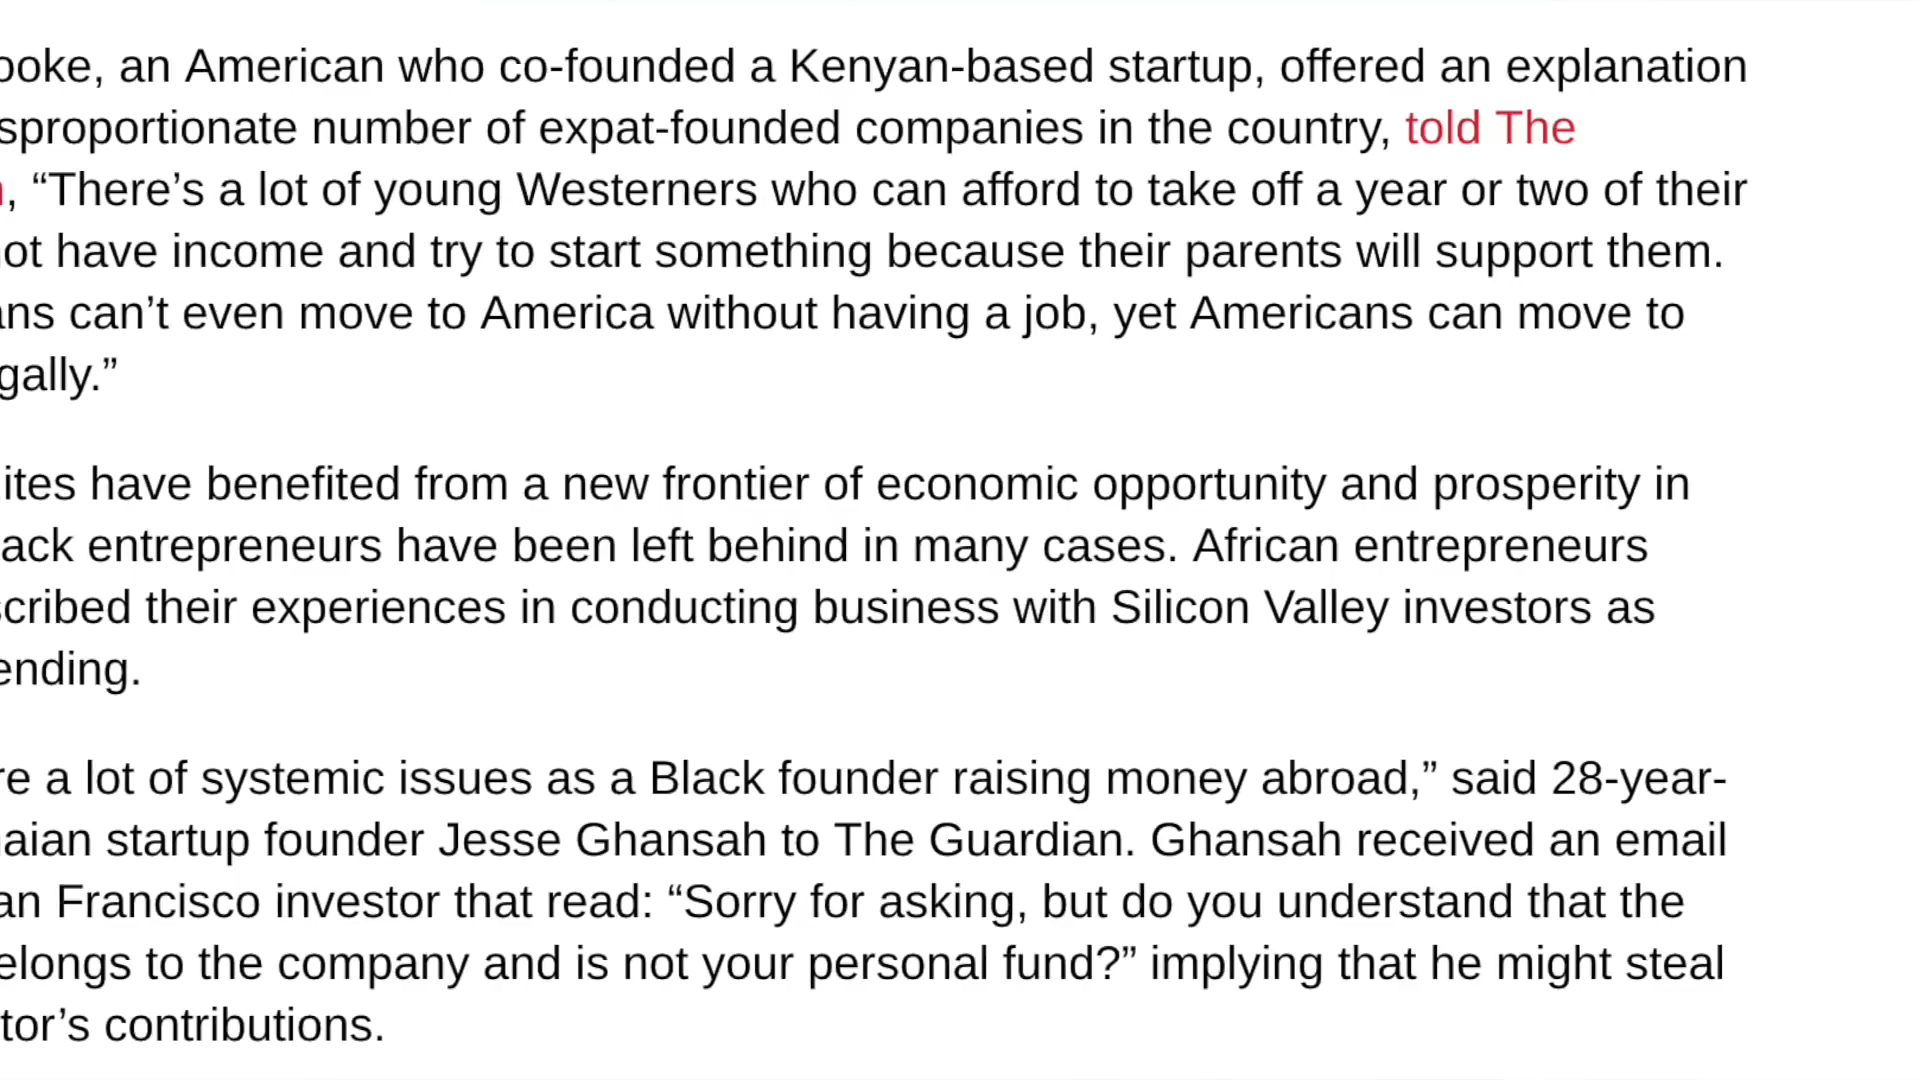 ooke, an American who co-founded a Kenyan-based startup, offered an explanation
sproportionate number of expat-founded companies in the country, told The
, “There’s a lot of young Westerners who can afford to take off a year or two of their
ot have income and try to start something because their parents will support them.
ans can’t even move to America without having a job, yet Americans can move to
gally.”
ites have benefited from a new frontier of economic opportunity and prosperity in
ack entrepreneurs have been left behind in many cases. African entrepreneurs
scribed their experiences in conducting business with Silicon Valley investors as
ending.
re a lot of systemic issues as a Black founder raising money abroad,” said 28-year-
aian startup founder Jesse Ghansah to The Guardian. Ghansah received an email
an Francisco investor that read: “Sorry for asking, but do you understand that the
elongs to the company and is not your personal fund?” implying that he might steal
tor’s contributions.